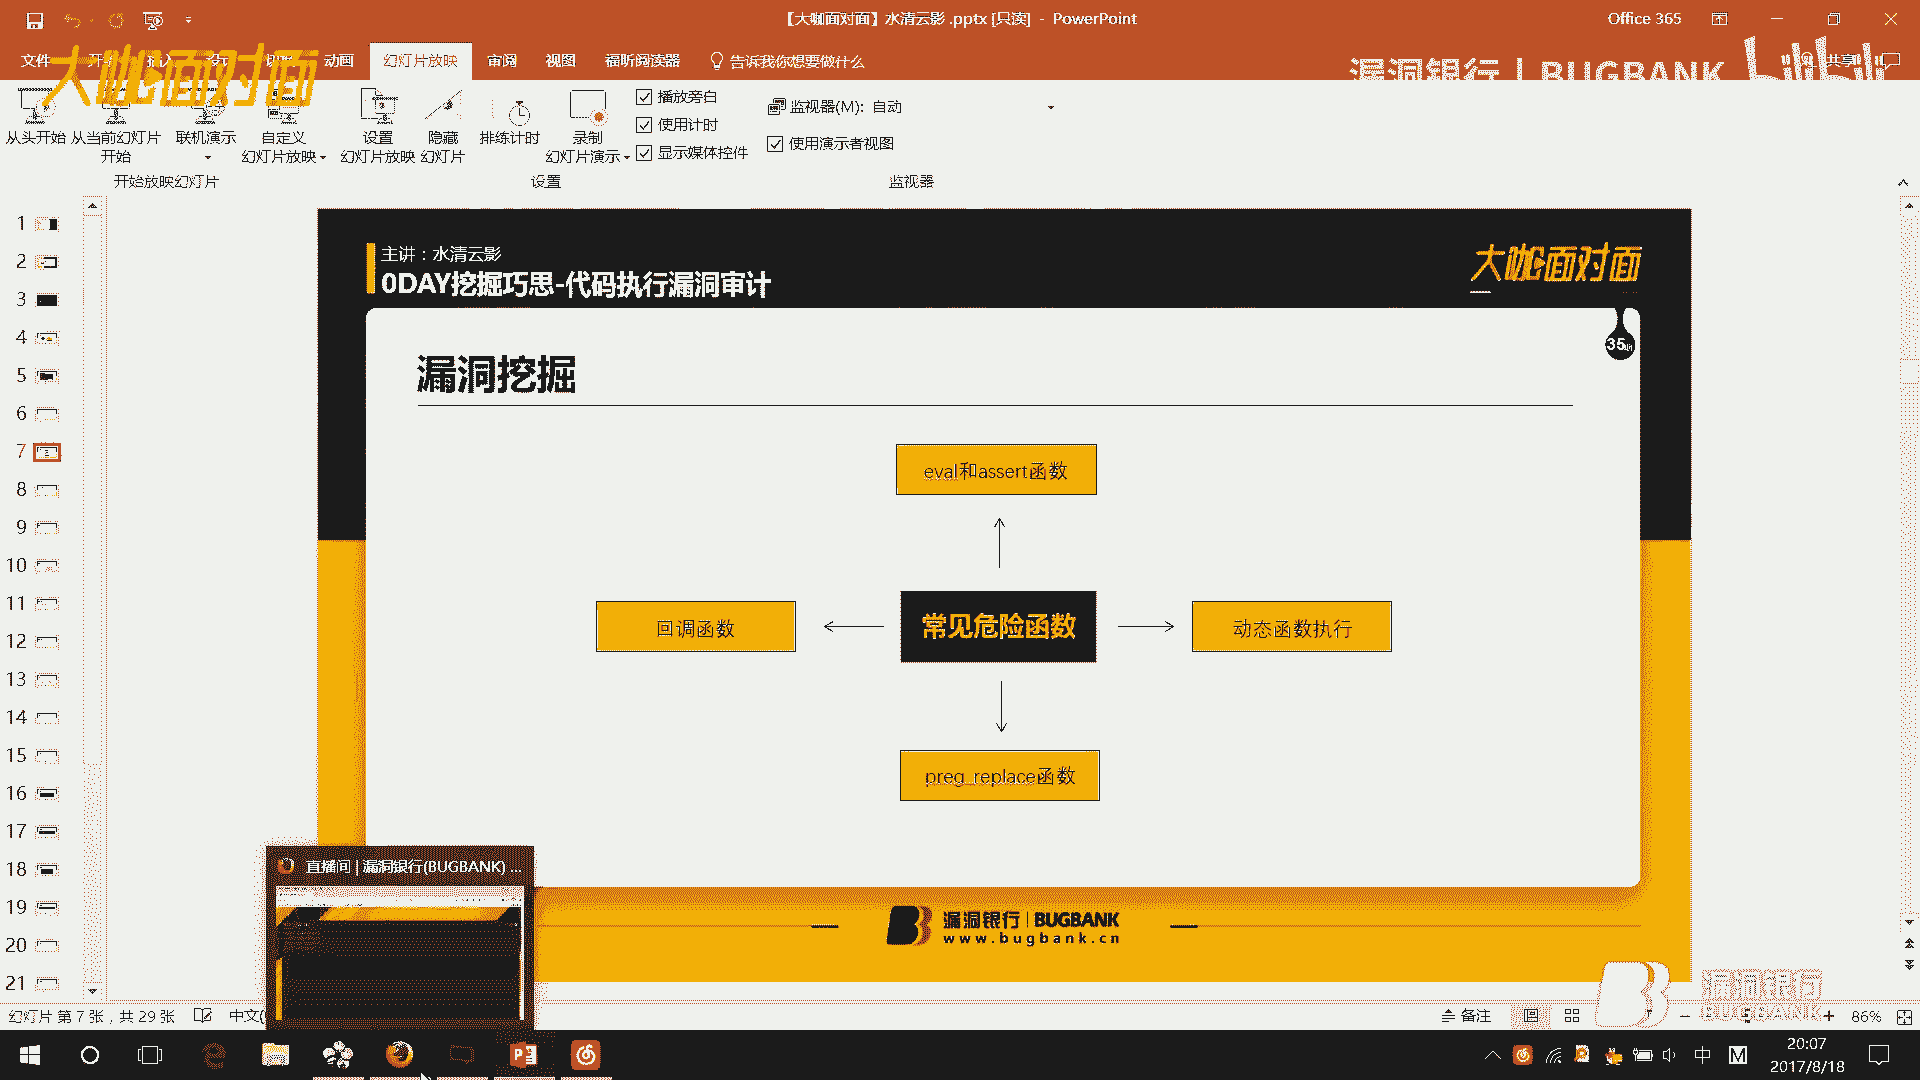 【大咖面对面】水清云影 .pptx [只读] - PowerPoint
Office 365
文件
动画
幻灯片放映
审阅
视图
福昕阅读器
告诉我你想要做什么
共享
大咖面对面
漏洞银行 | BUGBANK
bilibili
从头开始
从当前幻灯片
开始
联机演示
自定义
幻灯片放映
设置
幻灯片放映
隐藏
幻灯片
排练计时
录制
幻灯片演示
播放旁白
使用计时
显示媒体控件
监视器(M): 自动
使用演示者视图
开始放映幻灯片
设置
监视器
1
2
3
4
5
6
7
8
9
10
11
12
13
14
15
16
17
18
19
20
21
主讲：水清云影
0DAY挖掘巧思-代码执行漏洞审计
大咖面对面
35期
漏洞挖掘
eval和assert函数
回调函数
常见危险函数
动态函数执行
preg_replace函数
漏洞银行 | BUGBANK
www.bugbank.cn
直播间 | 漏洞银行(BUGBANK) ...
漏洞银行
BUGBANK
幻灯片 第 7 张，共 29 张
中文(
备注
86%
中
M
20:07
2017/8/18